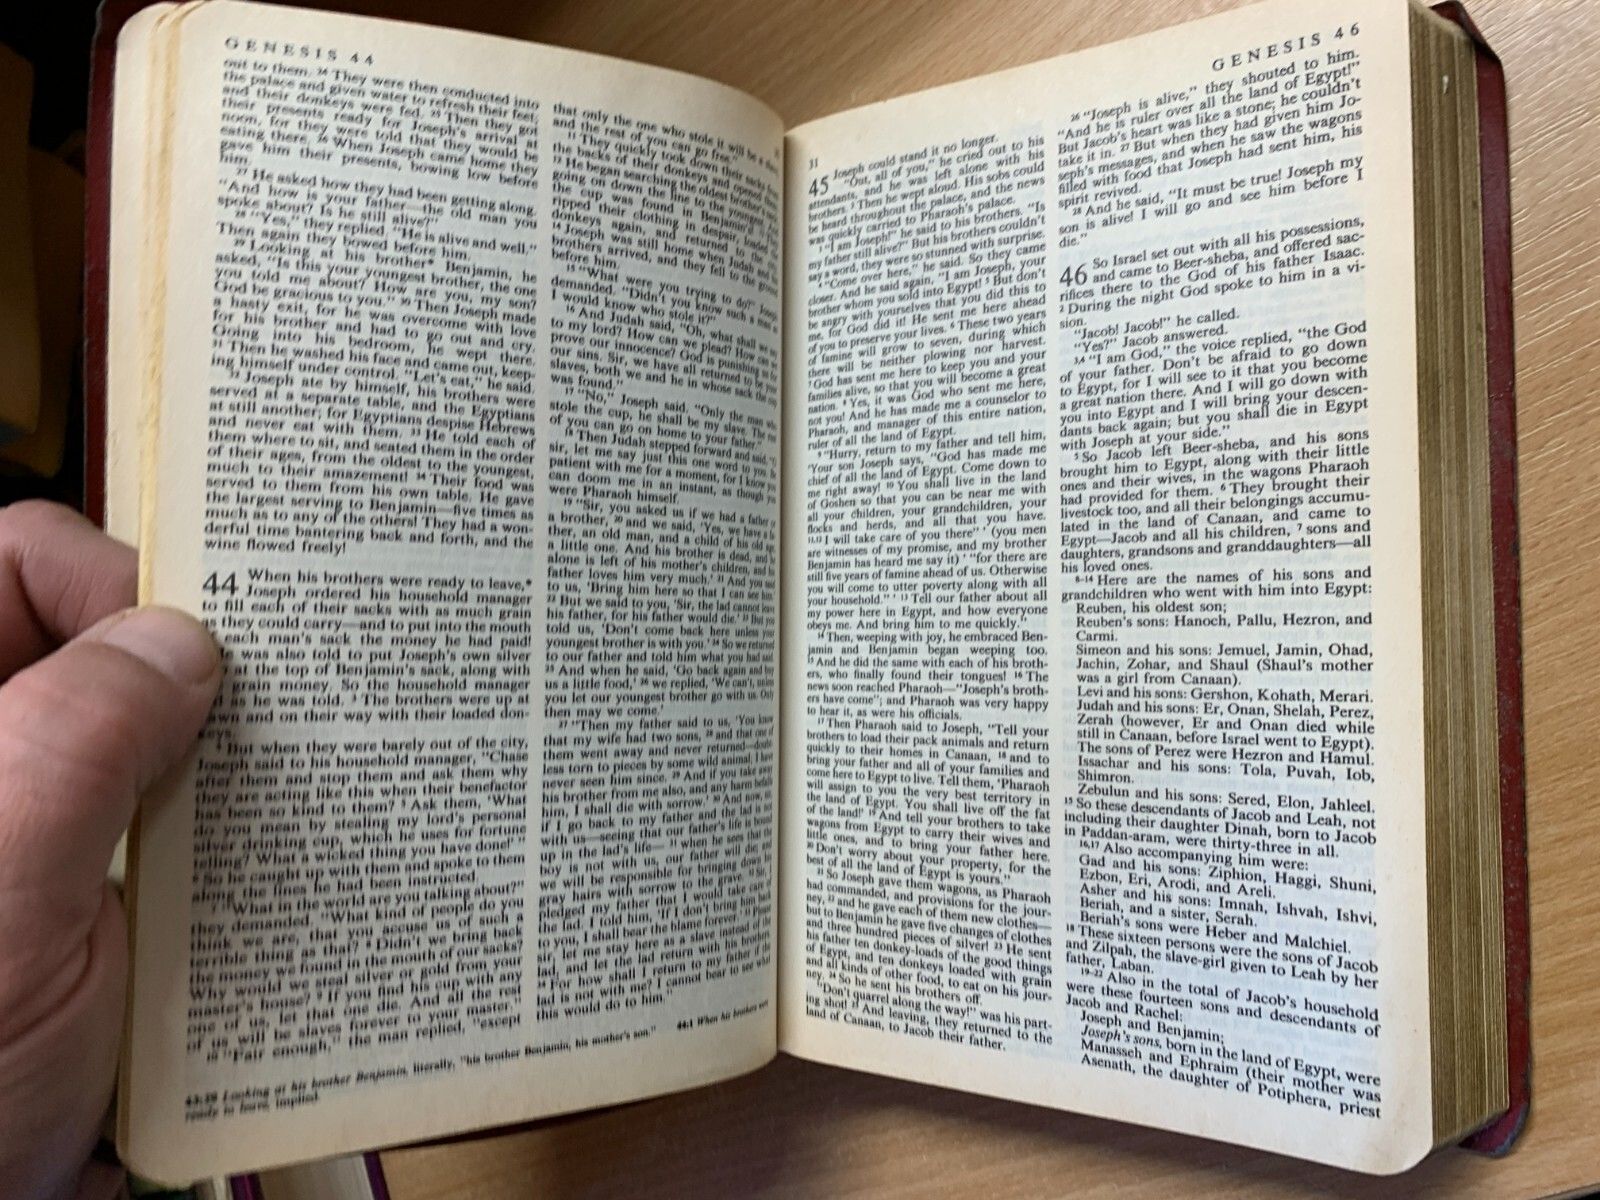 GENESIS 44
out to them. 24 They were then conducted into
the palace and given water to refresh their feet;
and their donkeys were fed. 25 Then they got
their presents ready for Joseph's arrival at
noon, for they were told that they would be
eating there. 26 When Joseph came home they
gave him their presents, bowing low before
him.
27 He asked how they had been getting along.
"And how is your father—the old man you
spoke about? Is he still alive?"
28 "Yes," they replied. "He is alive and well."
Then again they bowed before him.
29 Looking at his brother* Benjamin, he
asked, "Is this your youngest brother, the one
you told me about? How are you, my son?
God be gracious to you." 30 Then Joseph made
a hasty exit, for he was overcome with love
for his brother and had to go out and cry.
Going into his bedroom, he wept there.
31 Then he washed his face and came out, keep-
ing himself under control. "Let's eat," he said.
32 Joseph ate by himself, his brothers were
served at a separate table, and the Egyptians
at still another; for Egyptians despise Hebrews
and never eat with them. 33 He told each of
them where to sit, and seated them in the order
of their ages, from the oldest to the youngest,
much to their amazement! 34 Their food was
served to them from his own table. He gave
the largest serving to Benjamin—five times as
much as to any of the others! They had a won-
derful time bantering back and forth, and the
wine flowed freely!
44 When his brothers were ready to leave,*
Joseph ordered his household manager
to fill each of their sacks with as much grain
as they could carry—and to put into the mouth
each man's sack the money he had paid!
was also told to put Joseph's own silver
at the top of Benjamin's sack, along with
grain money. So the household manager
as he was told. 3 The brothers were up at
and on their way with their loaded don-
keys.
4 But when they were barely out of the city,
Joseph said to his household manager, "Chase
after them and stop them and ask them why
they are acting like this when their benefactor
has been so kind to them? 5 Ask them, 'What
do you mean by stealing my lord's personal
silver drinking cup, which he uses for fortune
telling? What a wicked thing you have done!' "
6 So he caught up with them and spoke to them
along the lines he had been instructed.
7 "What in the world are you talking about?"
they demanded. "What kind of people do you
think we are, that you accuse us of such a
terrible thing as that? 8 Didn't we bring back
the money we found in the mouth of our sacks?
Why would we steal silver or gold from your
master's house? 9 If you find his cup with any
one of us, let that one die. And all the rest
of us will be slaves forever to your master."
10 "Fair enough," the man replied, "except
that only the one who stole it will be a
and the rest of you can go free."
11 They quickly took down their sacks from
the backs of their donkeys and opened them.
12 He began searching the oldest brother's sack,
going on down the line to the youngest. And
the cup was found in Benjamin's! 13 They
ripped their clothing in despair, loaded the
donkeys again, and returned to the city.
14 Joseph was still home when Judah and his
brothers arrived, and they fell to the ground
before him.
15 "What were you trying to do?" Joseph
demanded. "Didn't you know such a man as
I would know who stole it?"
16 And Judah said, "Oh, what shall we say
to my lord? How can we plead? How can we
prove our innocence? God is punishing us for
our sins. Sir, we have all returned to be your
slaves, both we and he in whose sack the cup
was found."
17 "No," Joseph said. "Only the man who
stole the cup, he shall be my slave. The rest
of you can go on home to your father."
18 Then Judah stepped forward and said, "O
sir, let me say just this one word to you. Be
patient with me for a moment, for I know you
can doom me in an instant, as though you
were Pharaoh himself.
19 "Sir, you asked us if we had a father or
a brother, 20 and we said, 'Yes, we have a fa-
ther, an old man, and a child of his old age,
a little one. And his brother is dead, and he
alone is left of his mother's children, and his
father loves him very much.' 21 And you said
to us, 'Bring him here so that I can see him.'
22 But we said to you, 'Sir, the lad cannot leave
his father, for his father would die.' 23 But you
told us, 'Don't come back here unless your
youngest brother is with you.' 24 So we returned
to our father and told him what you had said.
25 And when he said, 'Go back again and buy
us a little food,' 26 we replied, 'We can't, unless
you let our youngest brother go with us. Only
then may we come.'
27 "Then my father said to us, 'You know
that my wife had two sons, 28 and that one of
them went away and never returned—doubt-
less torn to pieces by some wild animal; I have
never seen him since. 29 And if you take away
his brother from me also, and any harm befalls
him, I shall die with sorrow.' 30 And now, sir,
if I go back to my father and the lad is not
with us—seeing that our father's life is bound
up in the lad's life— 31 when he sees that the
boy is not with us, our father will die; and
we will be responsible for bringing down his
gray hairs with sorrow to the grave. 32 Sir, I
pledged my father that I would take care of
the lad. I told him, 'If I don't bring him back
to you, I shall bear the blame forever.' 33 Please
sir, let me stay here as a slave instead of the
lad, and let the lad return with his brothers.
34 For how shall I return to my father if the
lad is not with me? I cannot bear to see what
this would do to him."
43:29 Looking at his brother Benjamin, literally, "his brother Benjamin, his mother's son." 44:1 When his brothers were
ready to leave, implied.
31
GENESIS 46
45 Joseph could stand it no longer.
"Out, all of you," he cried out to his
attendants, and he was left alone with his
brothers. 2 Then he wept aloud. His sobs could
be heard throughout the palace, and the news
was quickly carried to Pharaoh's palace.
3 "I am Joseph!" he said to his brothers. "Is
my father still alive?" But his brothers couldn't
say a word, they were so stunned with surprise.
4 "Come over here," he said. So they came
closer. And he said again, "I am Joseph, your
brother whom you sold into Egypt! 5 But don't
be angry with yourselves that you did this to
me, for God did it! He sent me here ahead
of you to preserve your lives. 6 These two years
of famine will grow to seven, during which
there will be neither plowing nor harvest.
7 God has sent me here to keep you and your
families alive, so that you will become a great
nation. 8 Yes, it was God who sent me here,
not you! And he has made me a counselor to
Pharaoh, and manager of this entire nation,
ruler of all the land of Egypt.
9 "Hurry, return to my father and tell him,
'Your son Joseph says, "God has made me
chief of all the land of Egypt. Come down to
me right away! 10 You shall live in the land
of Goshen so that you can be near me with
all your children, your grandchildren, your
flocks and herds, and all that you have.
11,12 I will take care of you there" ' (you men
are witnesses of my promise, and my brother
Benjamin has heard me say it) ' "for there are
still five years of famine ahead of us. Otherwise
you will come to utter poverty along with all
your household." ' 13 Tell our father about all
my power here in Egypt, and how everyone
obeys me. And bring him to me quickly."
14 Then, weeping with joy, he embraced Ben-
jamin and Benjamin began weeping too.
15 And he did the same with each of his broth-
ers, who finally found their tongues! 16 The
news soon reached Pharaoh—"Joseph's broth-
ers have come"; and Pharaoh was very happy
to hear it, as were his officials.
17 Then Pharaoh said to Joseph, "Tell your
brothers to load their pack animals and return
quickly to their homes in Canaan, 18 and to
bring your father and all of your families and
come here to Egypt to live. Tell them, 'Pharaoh
will assign to you the very best territory in
the land of Egypt. You shall live off the fat
of the land!' 19 And tell your brothers to take
wagons from Egypt to carry their wives and
little ones, and to bring your father here.
20 Don't worry about your property, for the
best of all the land of Egypt is yours."
21 So Joseph gave them wagons, as Pharaoh
had commanded, and provisions for the jour-
ney, 22 and he gave each of them new clothes—
but to Benjamin he gave five changes of clothes
and three hundred pieces of silver! 23 He sent
his father ten donkey-loads of the good things
of Egypt, and ten donkeys loaded with grain
and all kinds of other food, to eat on his jour-
ney. 24 So he sent his brothers off.
"Don't quarrel along the way!" was his part-
ing shot! 25 And leaving, they returned to the
land of Canaan, to Jacob their father.
26 "Joseph is alive," they shouted to him.
"And he is ruler over all the land of Egypt!"
But Jacob's heart was like a stone; he couldn't
take it in. 27 But when they had given him Jo-
seph's messages, and when he saw the wagons
filled with food that Joseph had sent him, his
spirit revived.
28 And he said, "It must be true! Joseph my
son is alive! I will go and see him before I
die."
46 So Israel set out with all his possessions,
and came to Beer-sheba, and offered sac-
rifices there to the God of his father Isaac.
2 During the night God spoke to him in a vi-
sion.
"Jacob! Jacob!" he called.
"Yes?" Jacob answered.
3,4 "I am God," the voice replied, "the God
of your father. Don't be afraid to go down
to Egypt, for I will see to it that you become
a great nation there. And I will go down with
you into Egypt and I will bring your descen-
dants back again; but you shall die in Egypt
with Joseph at your side."
5 So Jacob left Beer-sheba, and his sons
brought him to Egypt, along with their little
ones and their wives, in the wagons Pharaoh
had provided for them. 6 They brought their
livestock too, and all their belongings accumu-
lated in the land of Canaan, and came to
Egypt—Jacob and all his children, 7 sons and
daughters, grandsons and granddaughters—all
his loved ones.
8-14 Here are the names of his sons and
grandchildren who went with him into Egypt:
Reuben, his oldest son;
Reuben's sons: Hanoch, Pallu, Hezron, and
Carmi.
Simeon and his sons: Jemuel, Jamin, Ohad,
Jachin, Zohar, and Shaul (Shaul's mother
was a girl from Canaan).
Levi and his sons: Gershon, Kohath, Merari.
Judah and his sons: Er, Onan, Shelah, Perez,
Zerah (however, Er and Onan died while
still in Canaan, before Israel went to Egypt).
The sons of Perez were Hezron and Hamul.
Issachar and his sons: Tola, Puvah, Iob,
Shimron.
Zebulun and his sons: Sered, Elon, Jahleel.
15 So these descendants of Jacob and Leah, not
including their daughter Dinah, born to Jacob
in Paddan-aram, were thirty-three in all.
16,17 Also accompanying him were:
Gad and his sons: Ziphion, Haggi, Shuni,
Ezbon, Eri, Arodi, and Areli.
Asher and his sons: Imnah, Ishvah, Ishvi,
Beriah, and a sister, Serah.
Beriah's sons were Heber and Malchiel.
18 These sixteen persons were the sons of Jacob
and Zilpah, the slave-girl given to Leah by her
father, Laban.
19-22 Also in the total of Jacob's household
were these fourteen sons and descendants of
Jacob and Rachel:
Joseph and Benjamin;
Joseph's sons, born in the land of Egypt, were
Manasseh and Ephraim (their mother was
Asenath, the daughter of Potiphera, priest